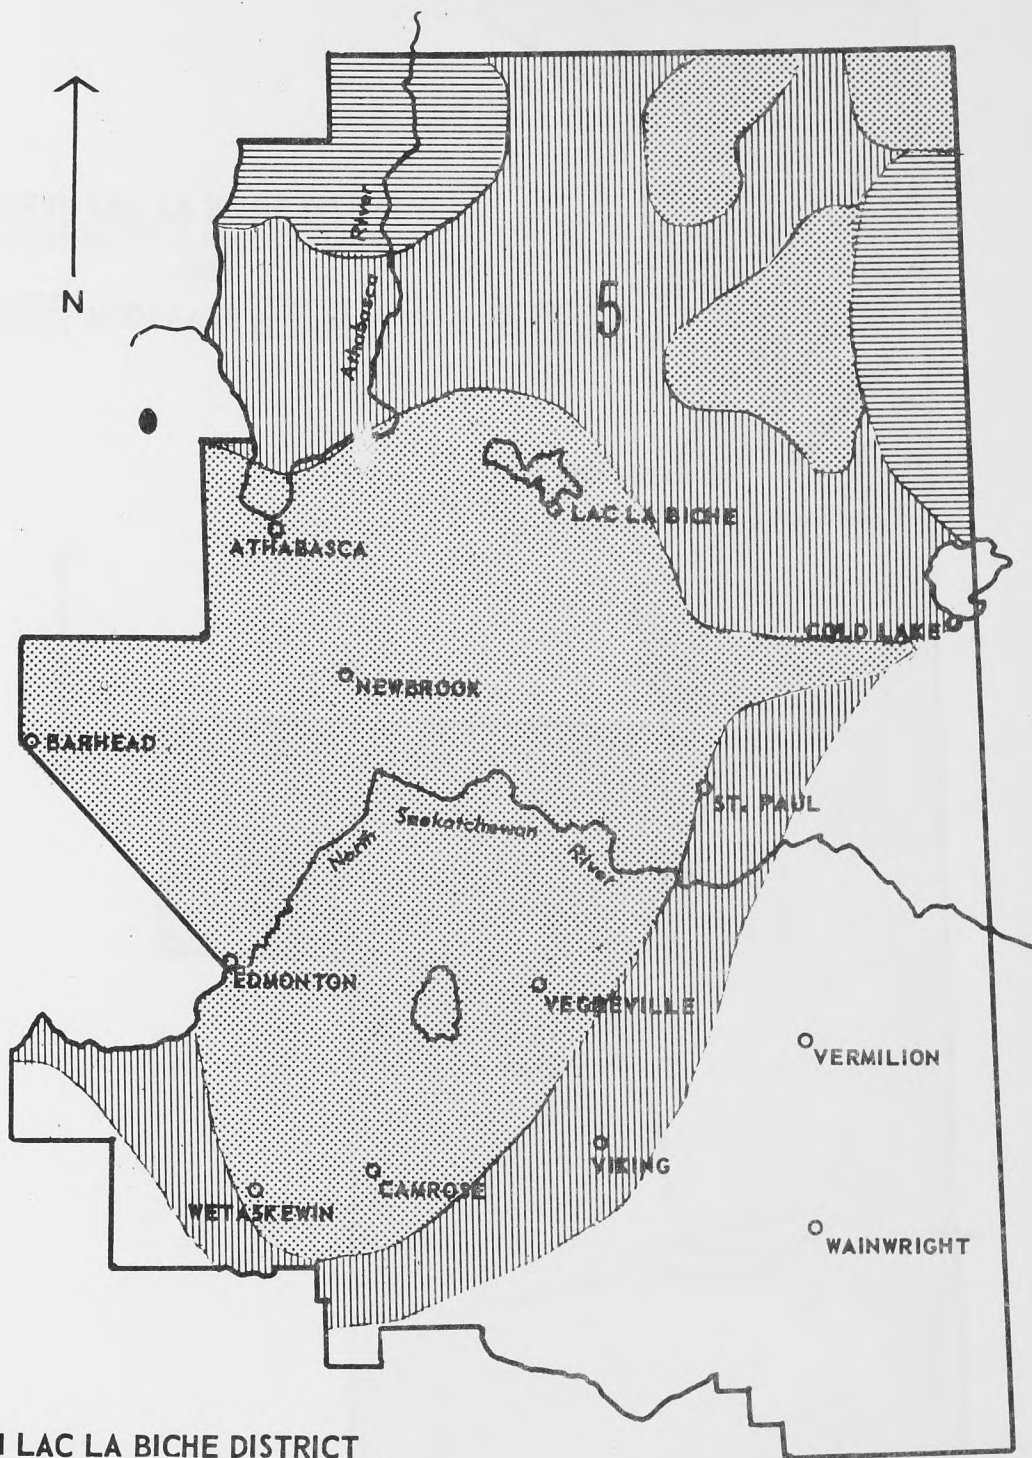 N
Athabasca River
5
LAC LA BICHE
ATHABASCA
COLD LAKE
NEWBROOK
BARHEAD
ST. PAUL
North Saskatchewan River
EDMONTON
VEGREVILLE
VERMILION
VIKING
CAMROSE
WETASKEWIN
WAINWRIGHT
LAC LA BICHE DISTRICT